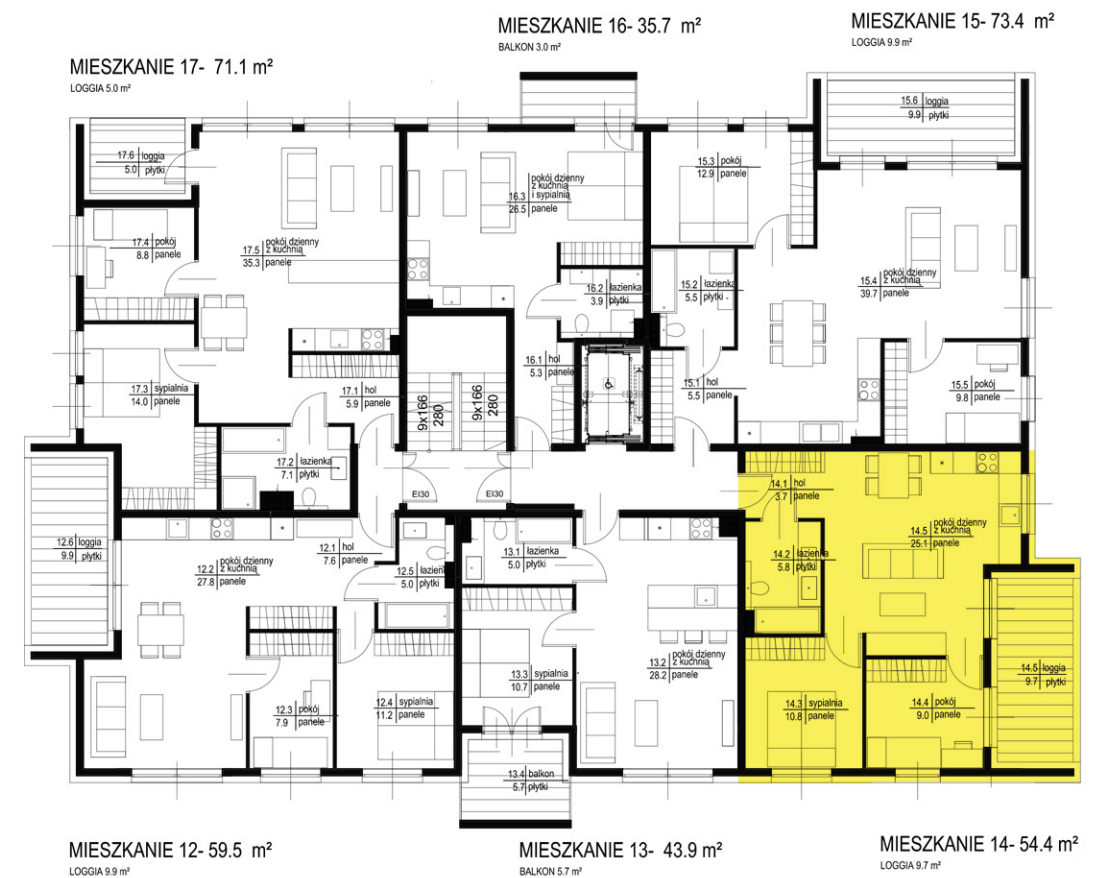 MIESZKANIE 16- 35.7 m²
BALKON 3.0 m²
MIESZKANIE 15- 73.4 m²
LOGGIA 9.9 m²
MIESZKANIE 17- 71.1 m²
LOGGIA 5.0 m²
17.6 loggia
5.0 płytki
17.4 pokój
8.8 panele
17.5 pokój dzienny
z kuchnią
35.3 panele
17.3 sypialnia
14.0 panele
17.1 hol
5.9 panele
17.2 łazienka
7.1 płytki
16.3 pokój dzienny
z kuchnią
i sypialnią
26.5 panele
16.2 łazienka
3.9 płytki
16.1 hol
5.3 panele
9x166
280
9x166
280
EI30
EI30
15.6 loggia
9.9 płytki
15.3 pokój
12.9 panele
15.2 łazienka
5.5 płytki
15.4 pokój dzienny
z kuchnią
39.7 panele
15.1 hol
5.5 panele
15.5 pokój
9.8 panele
14.1 hol
3.7 panele
14.5 pokój dzienny
z kuchnią
25.1 panele
14.2 łazienka
5.8 płytki
14.3 sypialnia
10.8 panele
14.4 pokój
9.0 panele
14.5 loggia
9.7 płytki
12.6 loggia
9.9 płytki
12.2 pokój dzienny
z kuchnią
27.8 panele
12.1 hol
7.6 panele
12.5 łazienk
5.0 płytki
12.3 pokój
7.9 panele
12.4 sypialnia
11.2 panele
13.1 łazienka
5.0 płytki
13.2 pokój dzienny
z kuchnią
28.2 panele
13.3 sypialnia
10.7 panele
13.4 balkon
5.7 płytki
MIESZKANIE 12- 59.5 m²
LOGGIA 9.9 m²
MIESZKANIE 13- 43.9 m²
BALKON 5.7 m²
MIESZKANIE 14- 54.4 m²
LOGGIA 9.7 m²